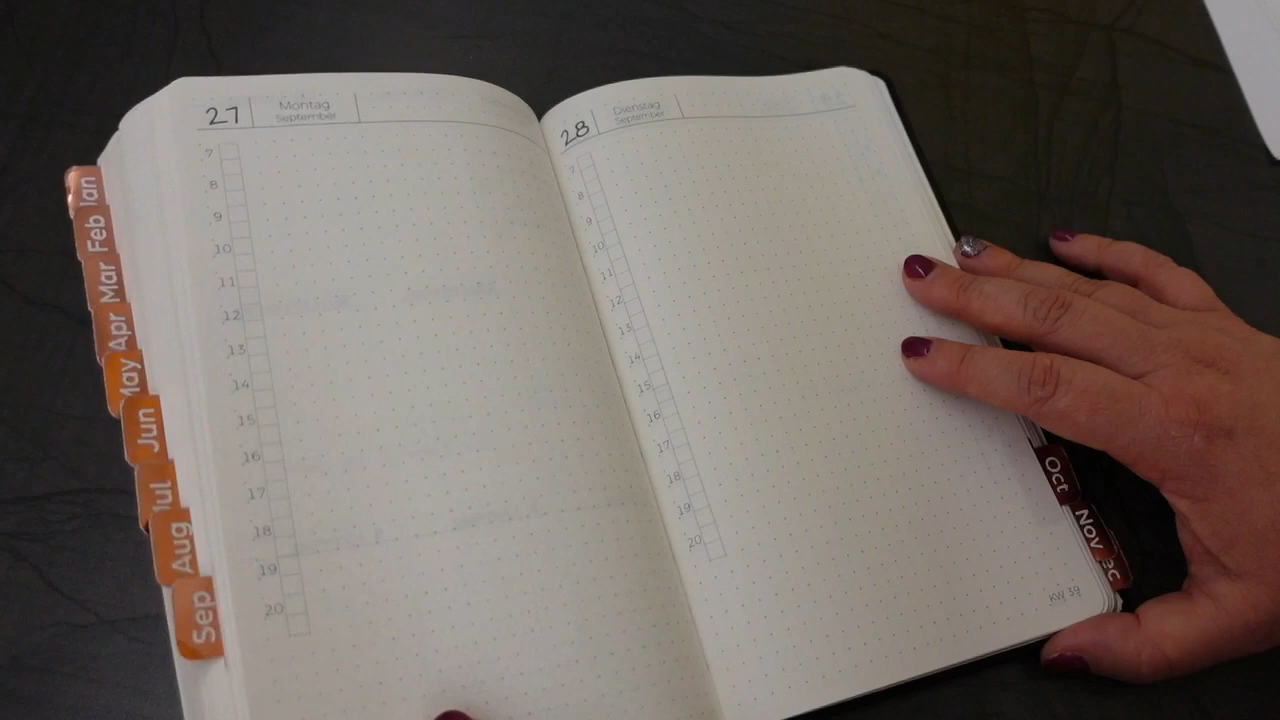 27
Montag
September
7
8
9
10
11
12
13
14
15
16
17
18
19
20
28
Dienstag
September
7
8
9
10
11
12
13
14
15
16
17
18
19
20
KW 39
Jan
Feb
Mar
Apr
May
Jun
Jul
Aug
Sep
Oct
Nov